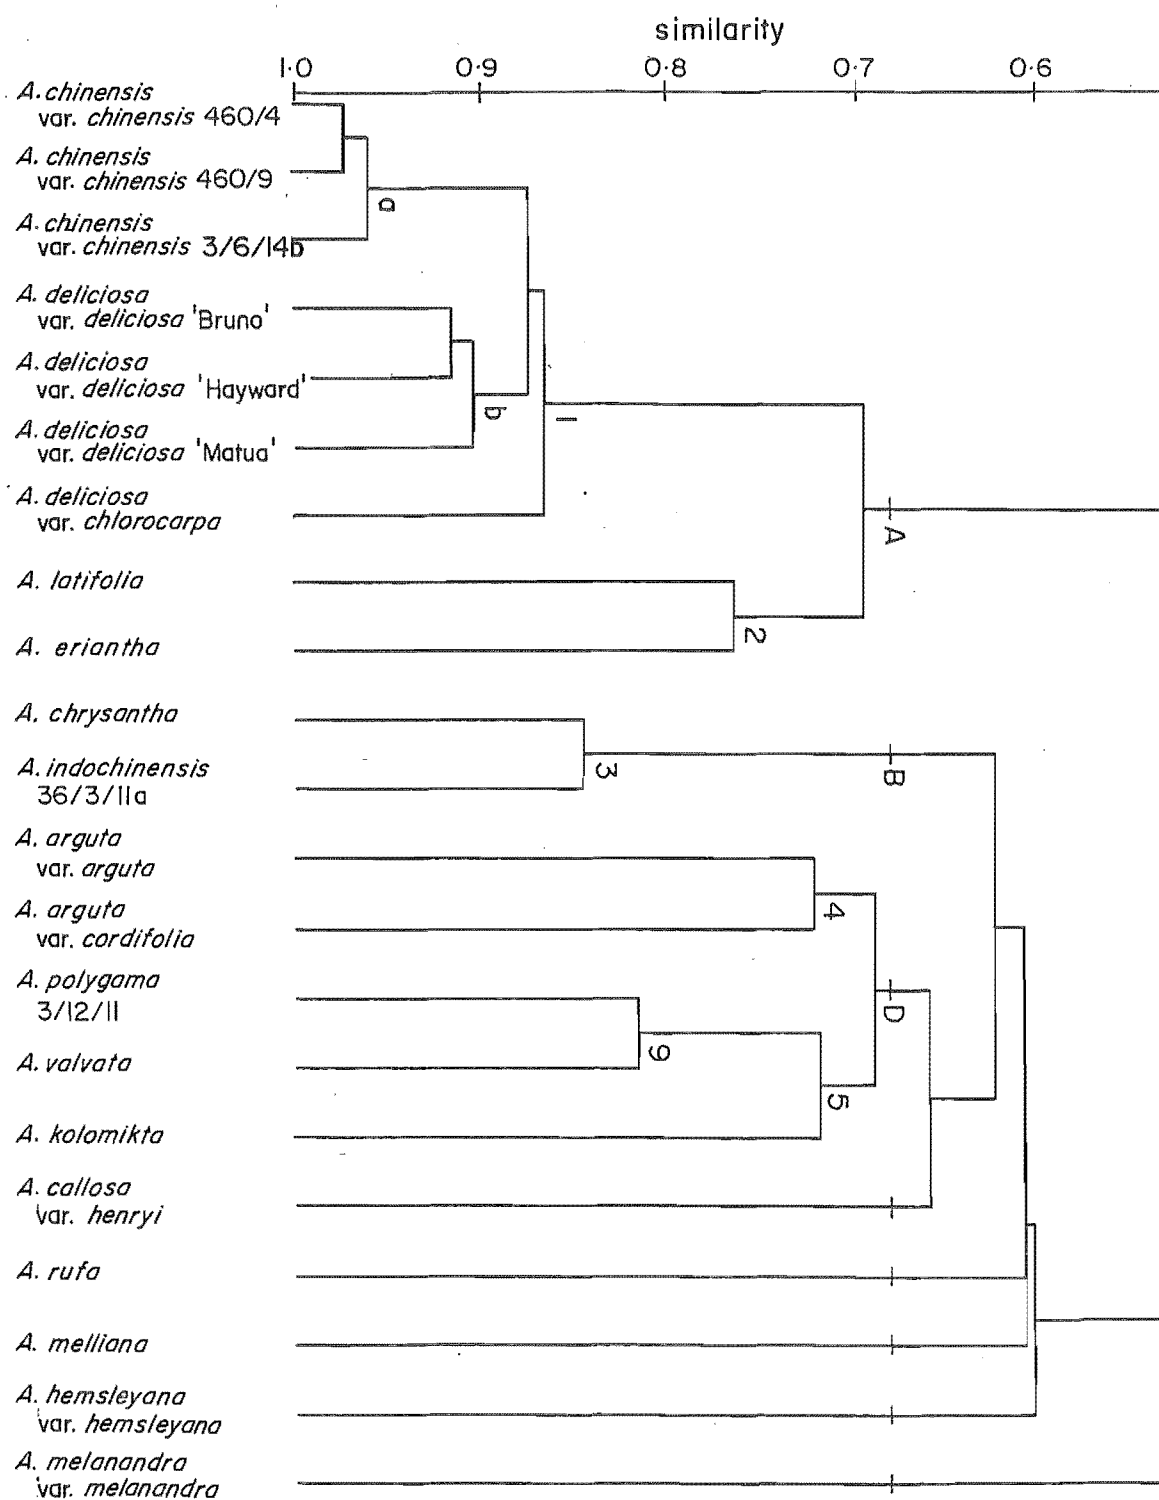 similarity
1·0 0·9 0·8 0·7 0·6
A. chinensis
var. chinensis 460/4
A. chinensis
var. chinensis 460/9
a
A. chinensis
var. chinensis 3/6/14b
A. deliciosa
var. deliciosa 'Bruno'
A. deliciosa
var. deliciosa 'Hayward'
b
1
A. deliciosa
var. deliciosa 'Matua'
A. deliciosa
var. chlorocarpa
A
A. latifolia
2
A. eriantha
A. chrysantha
3
B
A. indochinensis
36/3/11a
A. arguta
var. arguta
4
A. arguta
var. cordifolia
A. polygama
3/12/11
D
9
A. valvata
5
A. kolomikta
A. callosa
var. henryi
A. rufa
A. melliana
A. hemsleyana
var. hemsleyana
A. melanandra
var. melanandra